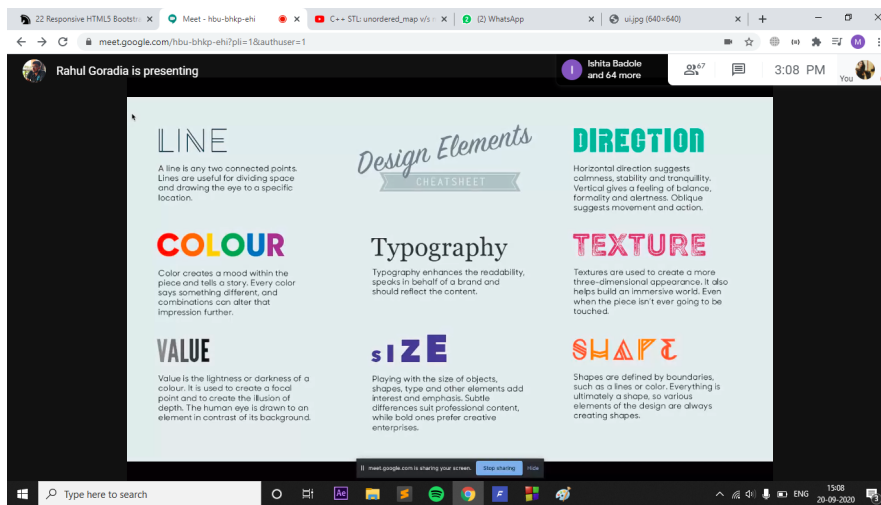 22 Responsive HTML5 Bootstr
Meet - hbu-bhkp-ehi
C++ STL: unordered_map v/s
(2) WhatsApp
ui.jpg (640×640)
meet.google.com/hbu-bhkp-ehi?pli=1&authuser=1
M
Rahul Goradia is presenting
I
Ishita Badole
and 64 more
67
3:08 PM
You
LINE
A line is any two connected points.
Lines are useful for dividing space
and drawing the eye to a specific
location.
Design Elements
CHEATSHEET
DIRECTION
Horizontal direction suggests
calmness, stability and tranquillity.
Vertical gives a feeling of balance,
formality and alertness. Oblique
suggests movement and action.
COLOUR
Color creates a mood within the
piece and tells a story. Every color
says something different, and
combinations can alter that
impression further.
Typography
Typography enhances the readability,
speaks in behalf of a brand and
should reflect the content.
TEXTURE
Textures are used to create a more
three-dimensional appearance. It also
helps build an immersive world. Even
when the piece isn't ever going to be
touched.
VALUE
Value is the lightness or darkness of a
colour. It is used to create a focal
point and to create the illusion of
depth. The human eye is drawn to an
element in contrast of its background.
SIZE
Playing with the size of objects,
shapes, type and other elements add
interest and emphasis. Subtle
differences suit professional content,
while bold ones prefer creative
enterprises.
SHAPE
Shapes are defined by boundaries,
such as a lines or color. Everything is
ultimately a shape, so various
elements of the design are always
creating shapes.
meet.google.com is sharing your screen.
Stop sharing
Hide
Type here to search
Ae
F
ENG
15:08
20-09-2020
3